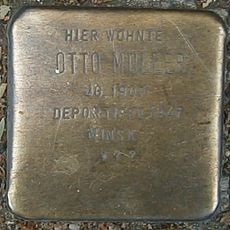 HIER WOHNTE
OTTO MÜLLER
JG.
DEPORTIERT
MINSK
???